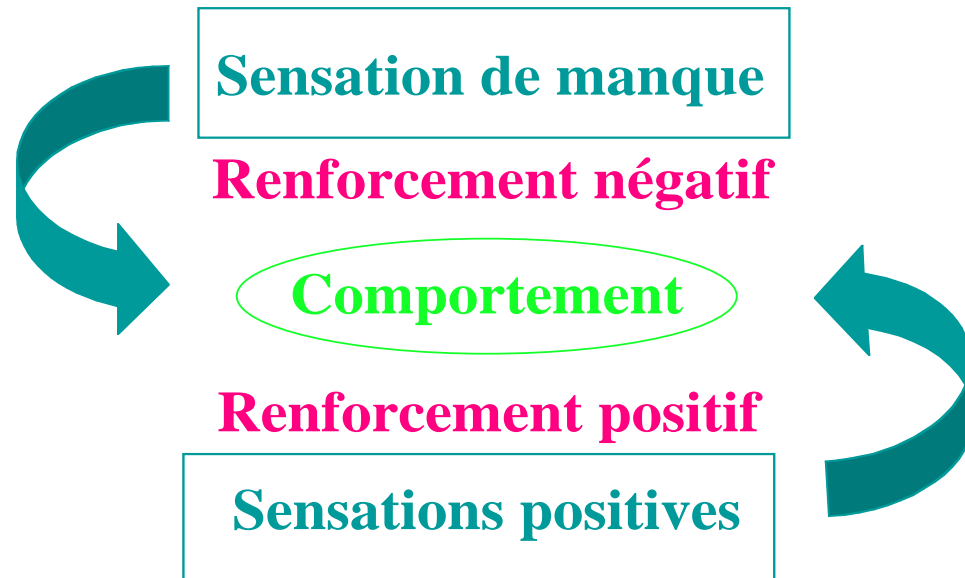 Sensation de manque
Renforcement négatif
Comportement
Renforcement positif
Sensations positives